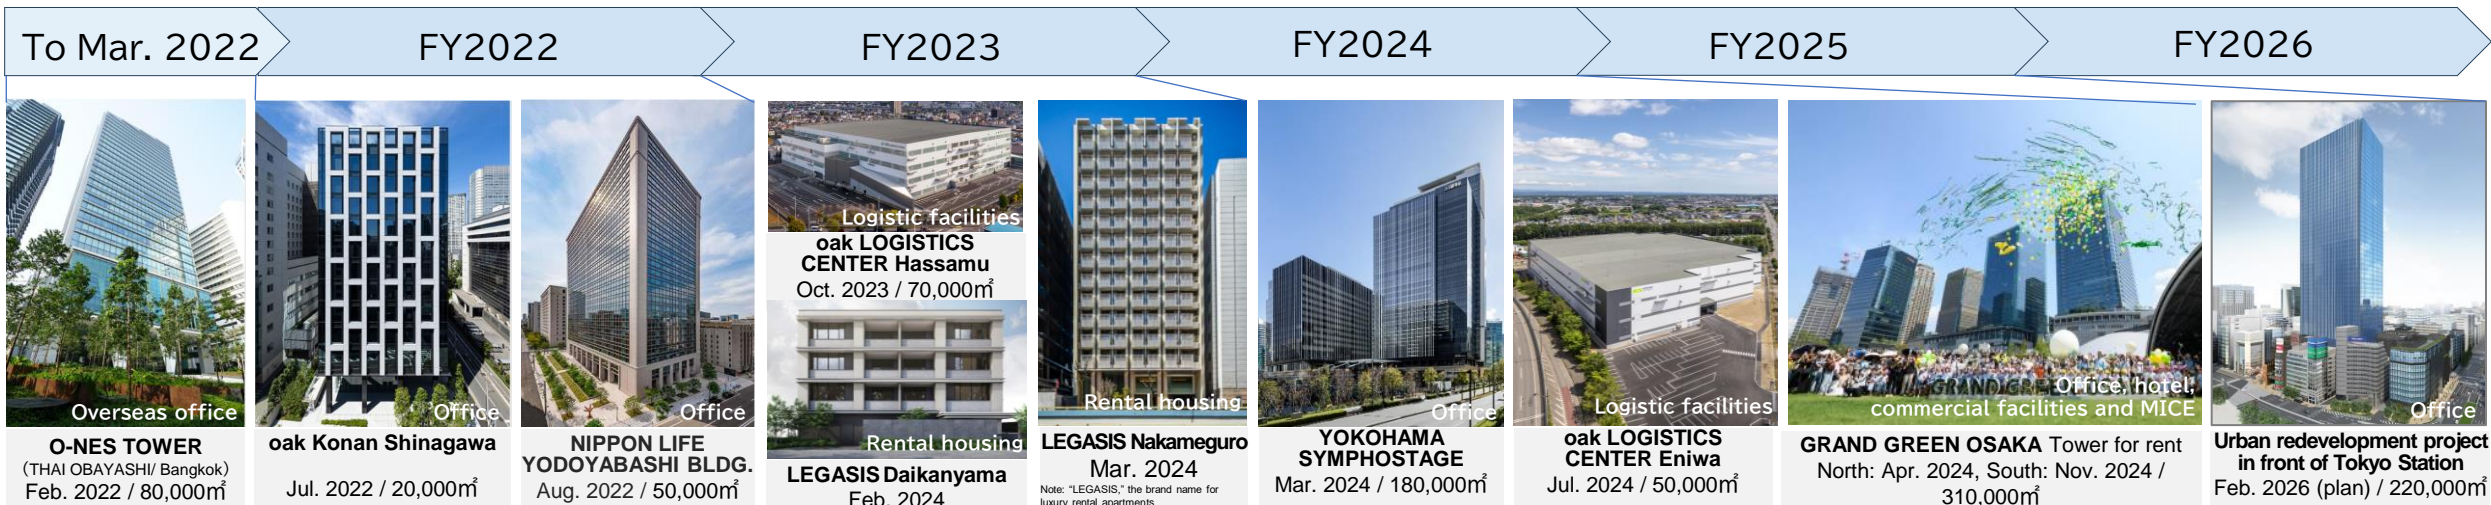 To Mar. 2022
FY2022
FY2023
FY2024
FY2025
FY2026
Overseas office
O-NES TOWER
(THAI OBAYASHI/ Bangkok)
Feb. 2022 / 80,000㎡
Office
oak Konan Shinagawa
Jul. 2022 / 20,000㎡
Office
NIPPON LIFE
YODOYABASHI BLDG.
Aug. 2022 / 50,000㎡
Logistic facilities
oak LOGISTICS
CENTER Hassamu
Oct. 2023 / 70,000㎡
Rental housing
LEGASIS Daikanyama
Feb. 2024
Rental housing
LEGASIS Nakameguro
Mar. 2024
Note: “LEGASIS,” the brand name for
luxury rental apartments
Office
YOKOHAMA
SYMPHOSTAGE
Mar. 2024 / 180,000㎡
Logistic facilities
oak LOGISTICS
CENTER Eniwa
Jul. 2024 / 50,000㎡
GRAND GRE
Office, hotel,
commercial facilities and MICE
GRAND GREEN OSAKA Tower for rent
North: Apr. 2024, South: Nov. 2024 /
310,000㎡
Office
Urban redevelopment project
in front of Tokyo Station
Feb. 2026 (plan) / 220,000㎡